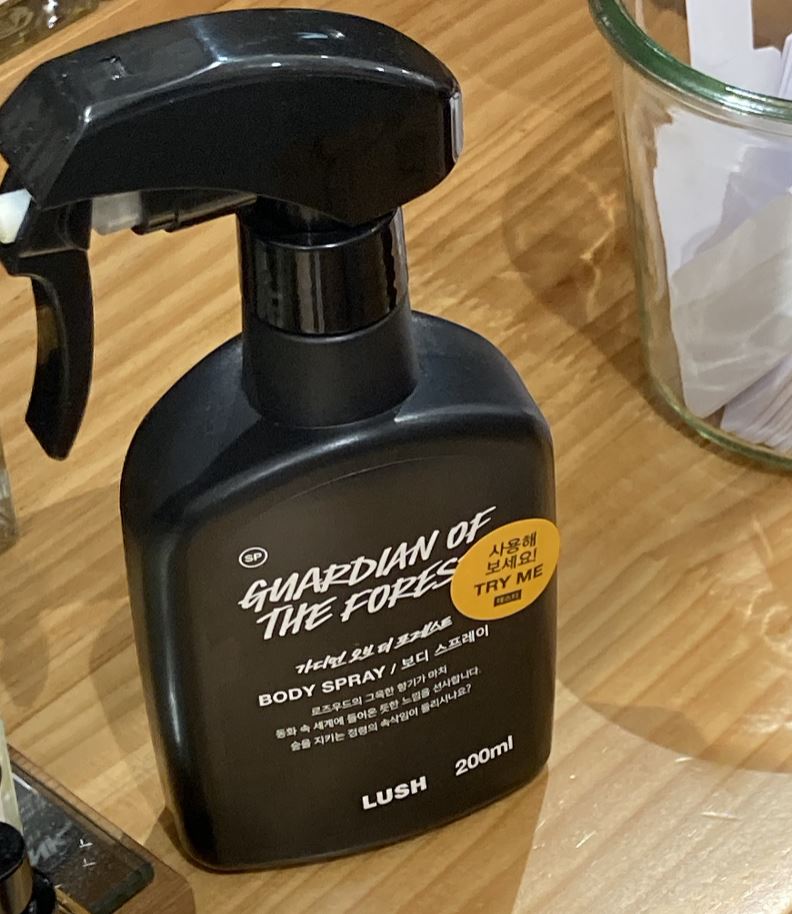 SP
GUARDIAN OF
THE FORES
사용해
보세요!
TRY ME
테스터
가디언 오브 더 포레스트
BODY SPRAY / 보디 스프레이
로즈우드의 그윽한 향기가 마치
동화 속 세계에 들어온 듯한 느낌을 선사합니다.
숲을 지키는 정령의 속삭임이 들리시나요?
LUSH
200ml